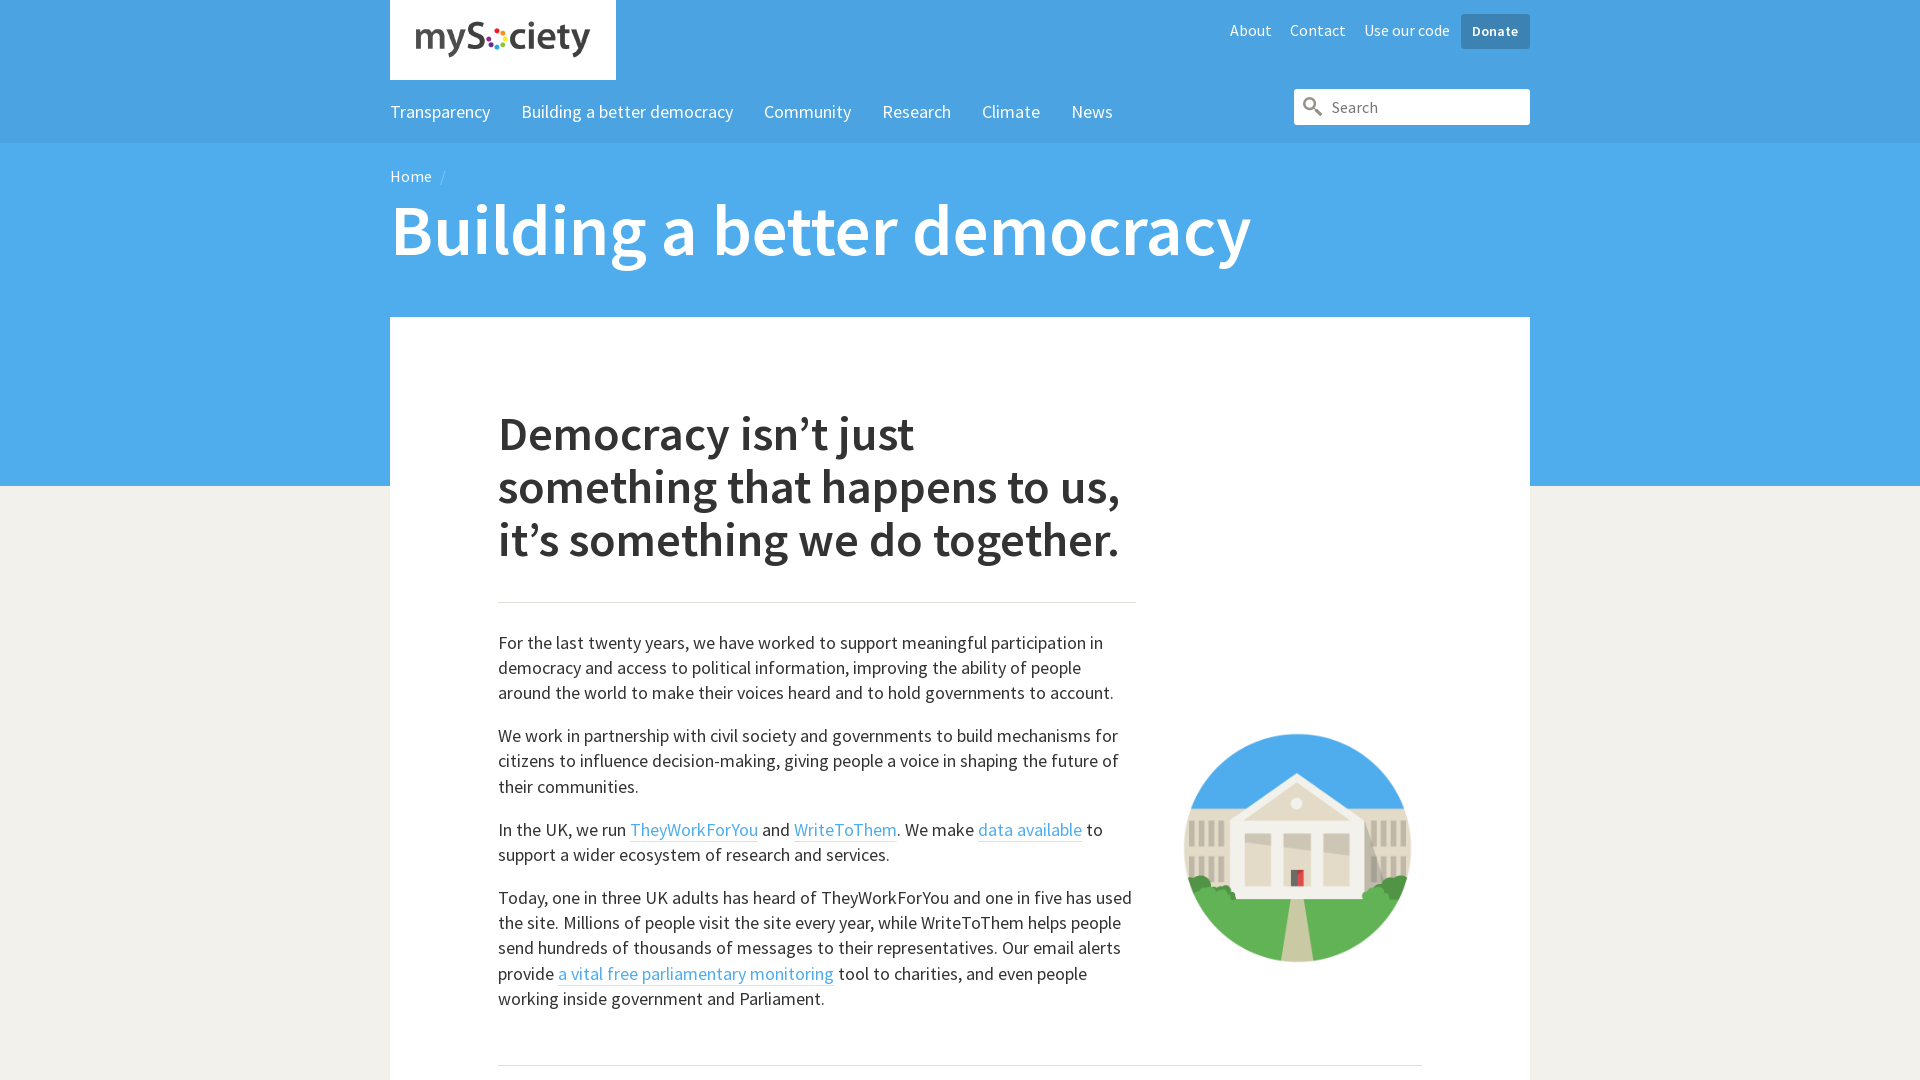 mySociety
About
Contact
Use our code
Donate
Transparency
Building a better democracy
Community
Research
Climate
News
Search
Home /
Building a better democracy
Democracy isn’t just
something that happens to us,
it’s something we do together.
For the last twenty years, we have worked to support meaningful participation in
democracy and access to political information, improving the ability of people
around the world to make their voices heard and to hold governments to account.
We work in partnership with civil society and governments to build mechanisms for
citizens to influence decision-making, giving people a voice in shaping the future of
their communities.
In the UK, we run TheyWorkForYou and WriteToThem. We make data available to
support a wider ecosystem of research and services.
Today, one in three UK adults has heard of TheyWorkForYou and one in five has used
the site. Millions of people visit the site every year, while WriteToThem helps people
send hundreds of thousands of messages to their representatives. Our email alerts
provide a vital free parliamentary monitoring tool to charities, and even people
working inside government and Parliament.